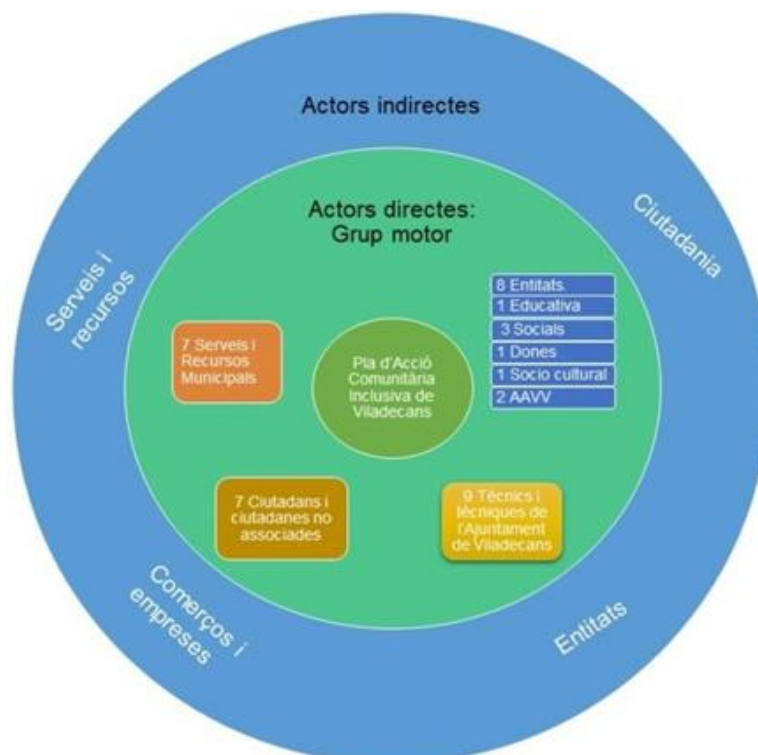 Actors indirectes
Ciutadania
Serveis i
recursos
Actors directes:
Grup motor
8 Entitats.
1 Educativa
3 Socials
1 Dones
1 Socio cultural
2 AAVV
7 Serveis i
Recursos
Municipals
Pla d'Acció
Comunitària
Inclusiva de
Viladecans
7 Ciutadans i
ciutadanes no
associades
9 Tècnics i
tècniques de
l'Ajuntament
de Viladecans
Comerços i
empreses
Entitats